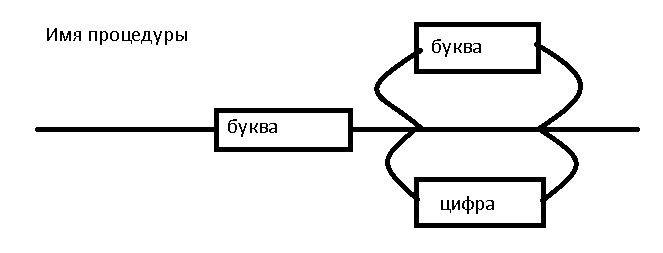 Имя процедуры
буква
буква
цифра